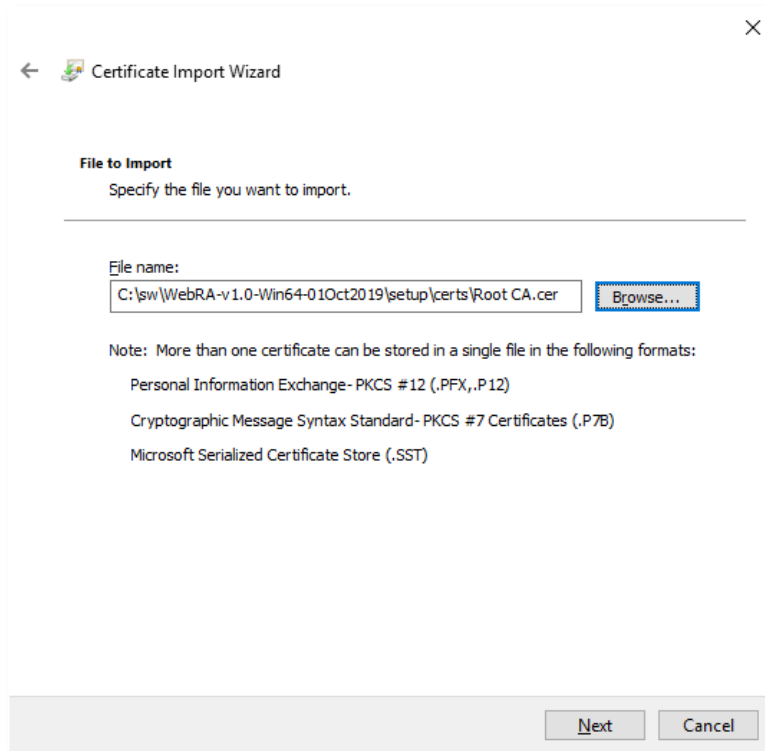 Certificate Import Wizard
File to Import
Specify the file you want to import.
File name:
C:\sw\WebRA-v1.0-Win64-01Oct2019\setup\certs\Root CA.cer
Browse...
Note: More than one certificate can be stored in a single file in the following formats:
Personal Information Exchange- PKCS #12 (.PFX,.P12)
Cryptographic Message Syntax Standard- PKCS #7 Certificates (.P7B)
Microsoft Serialized Certificate Store (.SST)
Next
Cancel